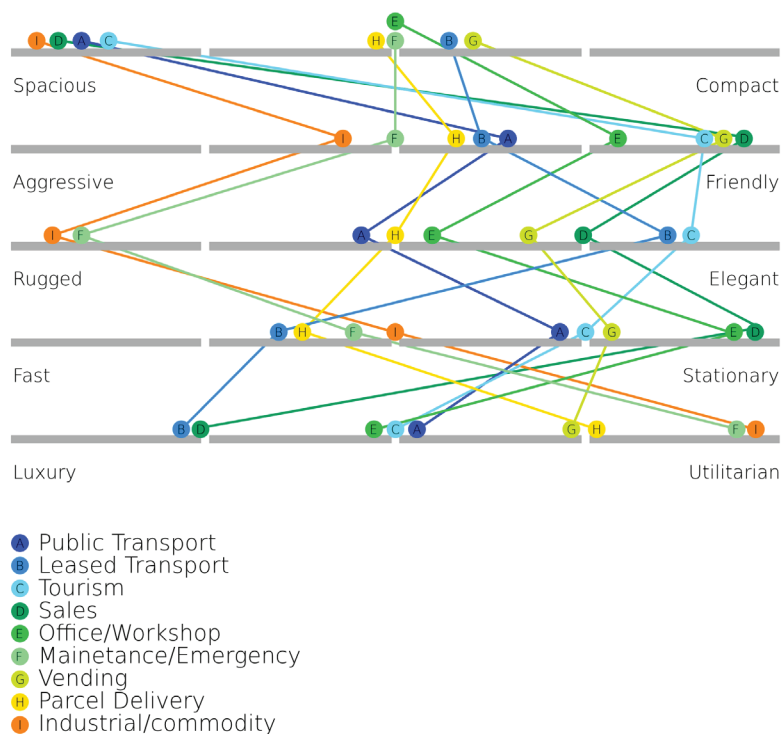 E
I D A C H F B G
Spacious Compact
I F H B A E C G D
Aggressive Friendly
I F A H E G D B C
Rugged Elegant
B H F I A C G E D
Fast Stationary
B D E C A G H F I
Luxury Utilitarian
A Public Transport
B Leased Transport
C Tourism
D Sales
E Office/Workshop
F Mainetance/Emergency
G Vending
H Parcel Delivery
I Industrial/commodity